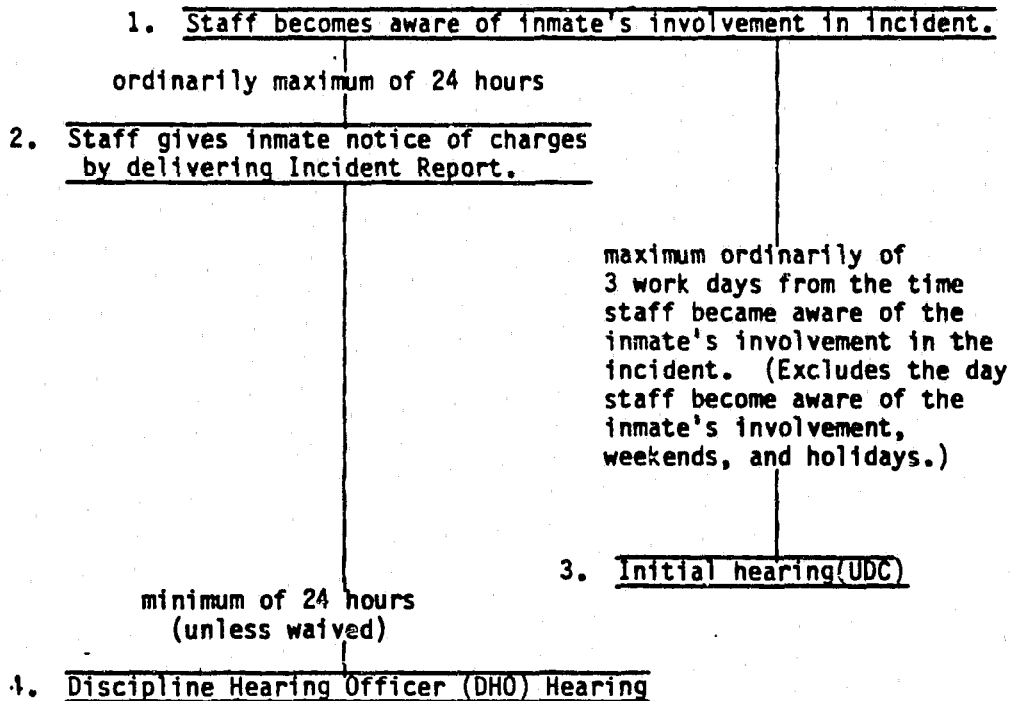 1. Staff becomes aware of inmate's involvement in incident.
ordinarily maximum of 24 hours
2. Staff gives inmate notice of charges
by delivering Incident Report.
maximum ordinarily of
3 work days from the time
staff became aware of the
inmate's involvement in the
incident. (Excludes the day
staff become aware of the
inmate's involvement,
weekends, and holidays.)
3. Initial hearing(UDC)
minimum of 24 hours
(unless waived)
4. Discipline Hearing Officer (DHO) Hearing